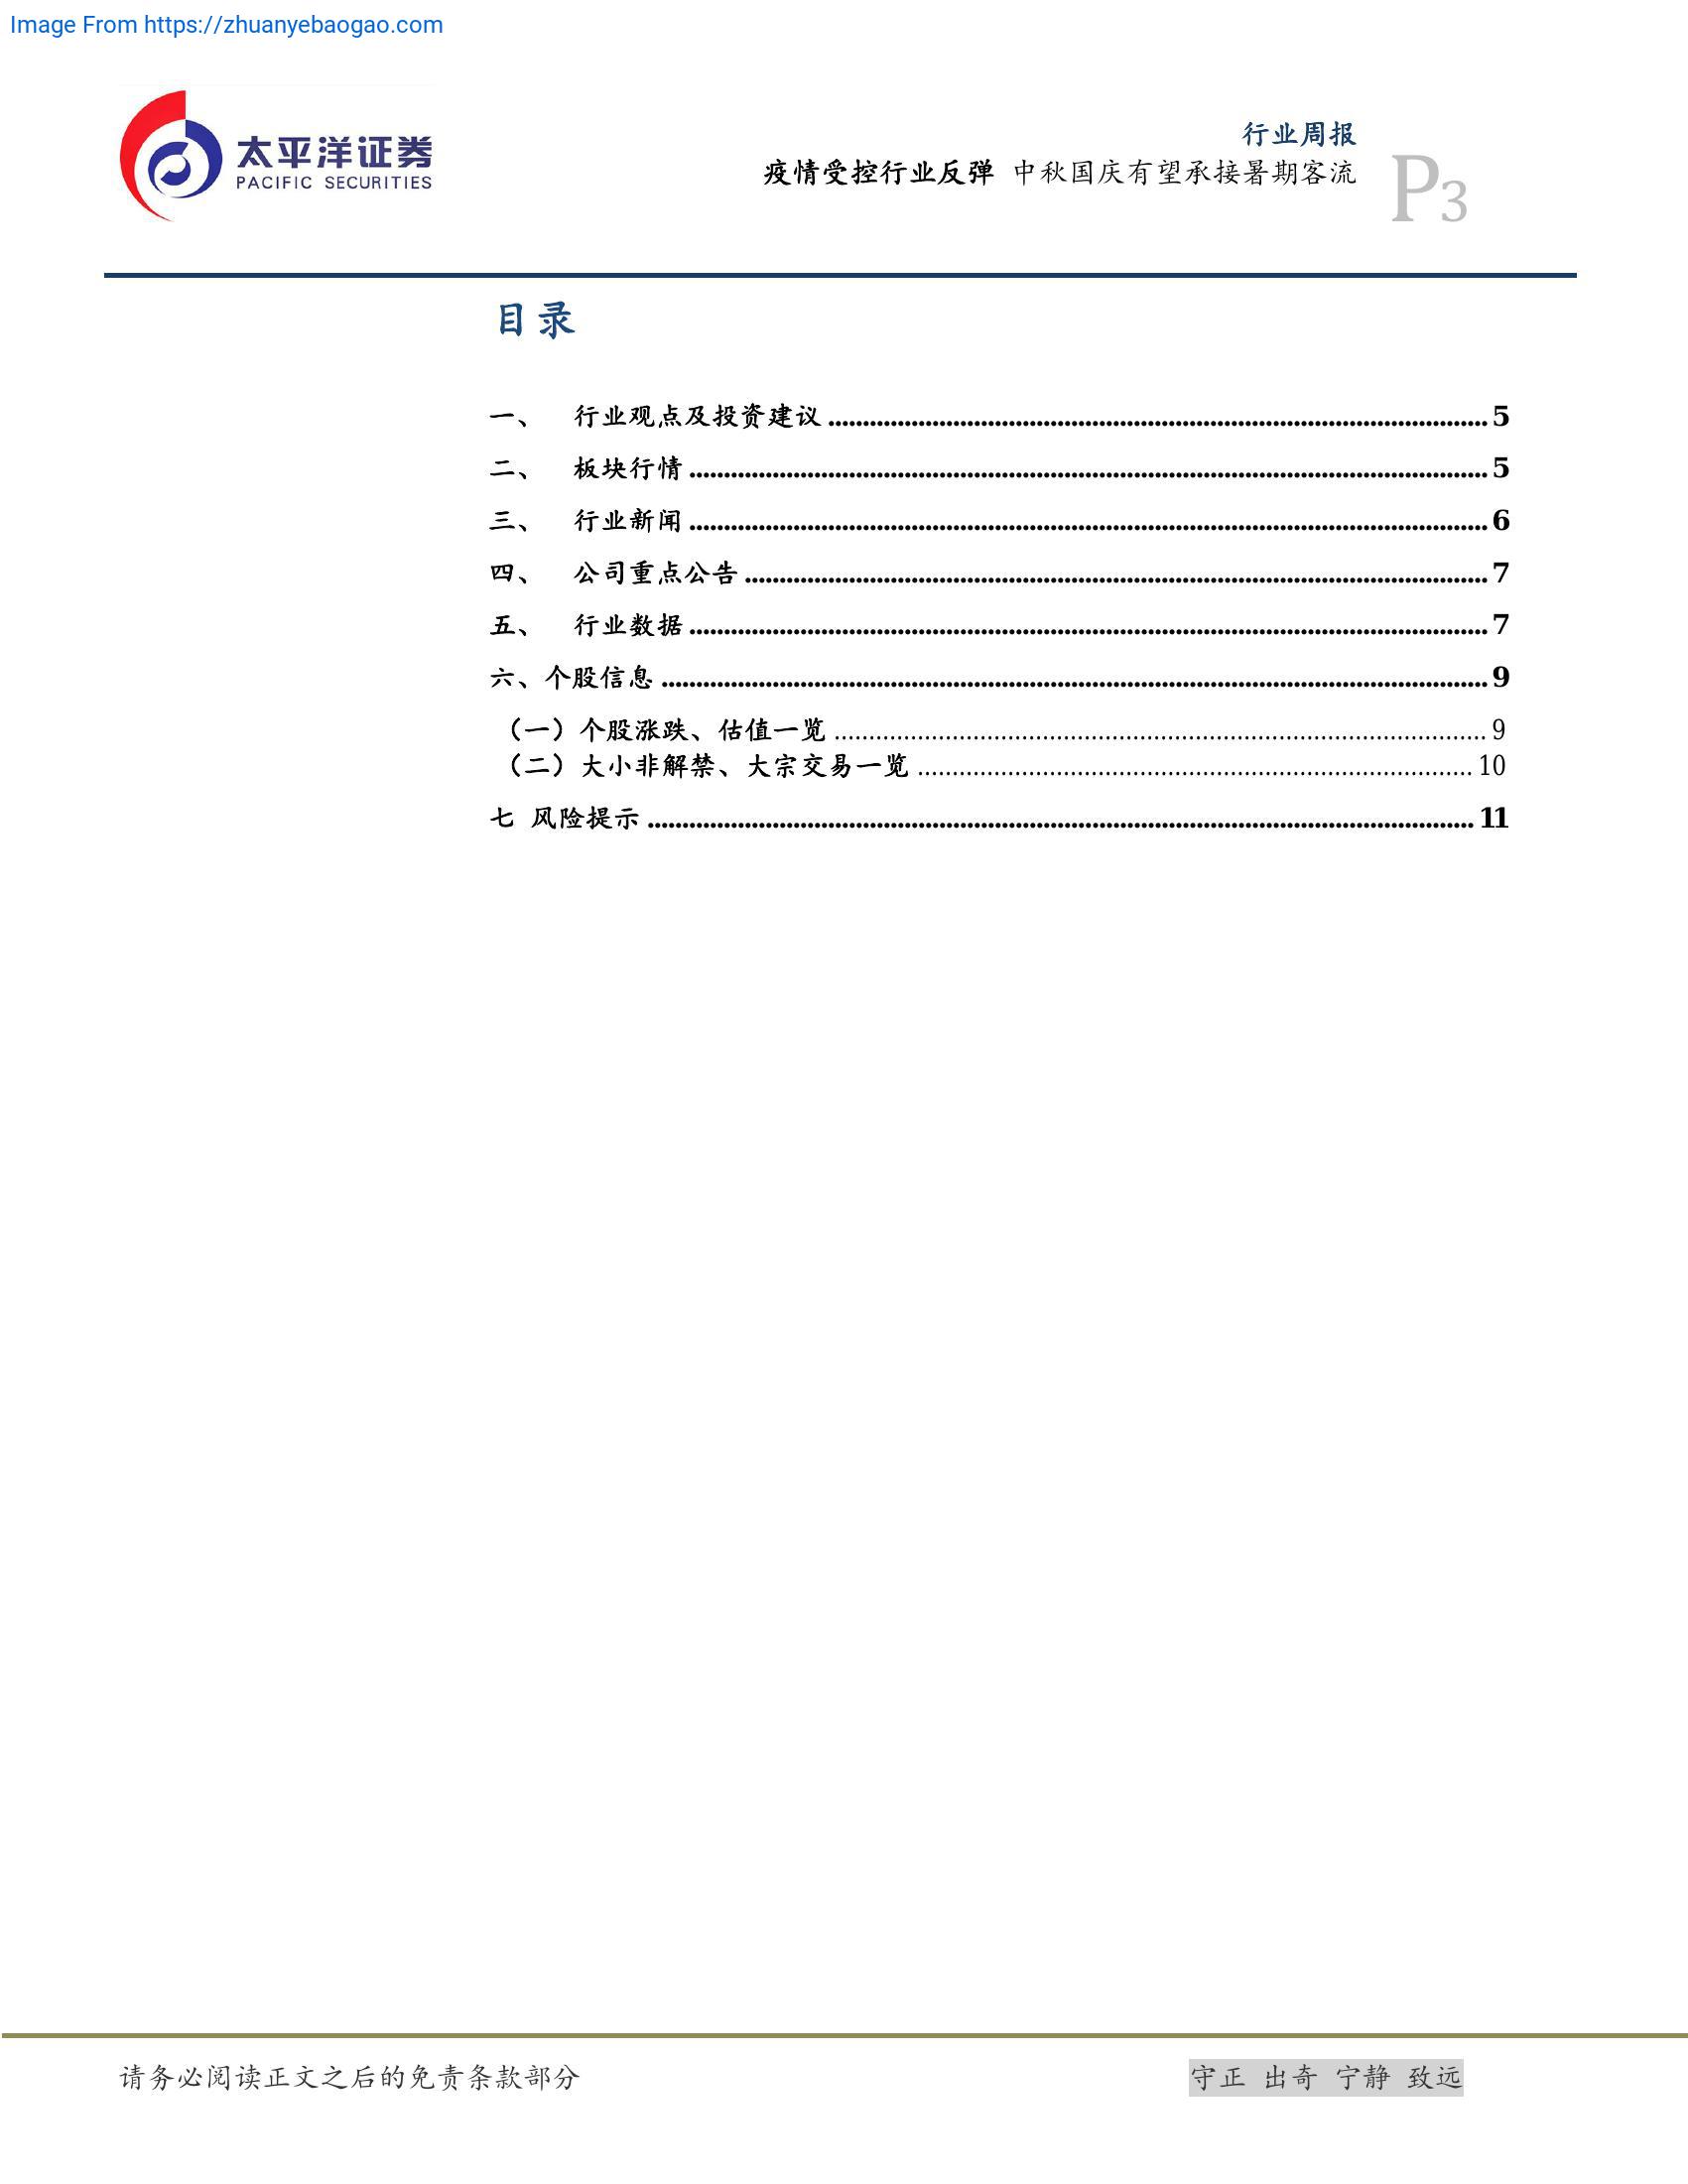 Image From https://zhuanyebaogao.com
太平洋证券
PACIFIC SECURITIES
行业周报
疫情受控行业反弹 中秋国庆有望承接暑期客流
P3
目录
一、 行业观点及投资建议 5
二、 板块行情 5
三、 行业新闻 6
四、 公司重点公告 7
五、 行业数据 7
六、个股信息 9
（一）个股涨跌、估值一览 9
（二）大小非解禁、大宗交易一览 10
七 风险提示 11
请务必阅读正文之后的免责条款部分
守正 出奇 宁静 致远